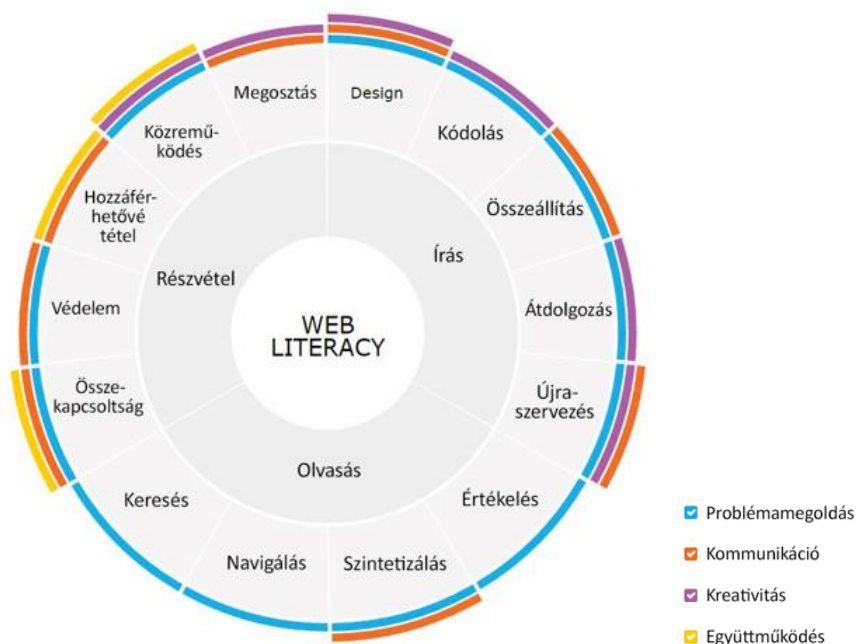 Megosztás
Design
Közremű-
ködés
Kódolás
Hozzáfér-
hetővé
tétel
Összeállítás
Írás
Részvétel
Védelem
WEB
LITERACY
Átdolgozás
Össze-
kapcsoltság
Újra-
szervezés
Olvasás
Keresés
Értékelés
Navigálás
Szintetizálás
Problémamegoldás
Kommunikáció
Kreativitás
Együttműködés